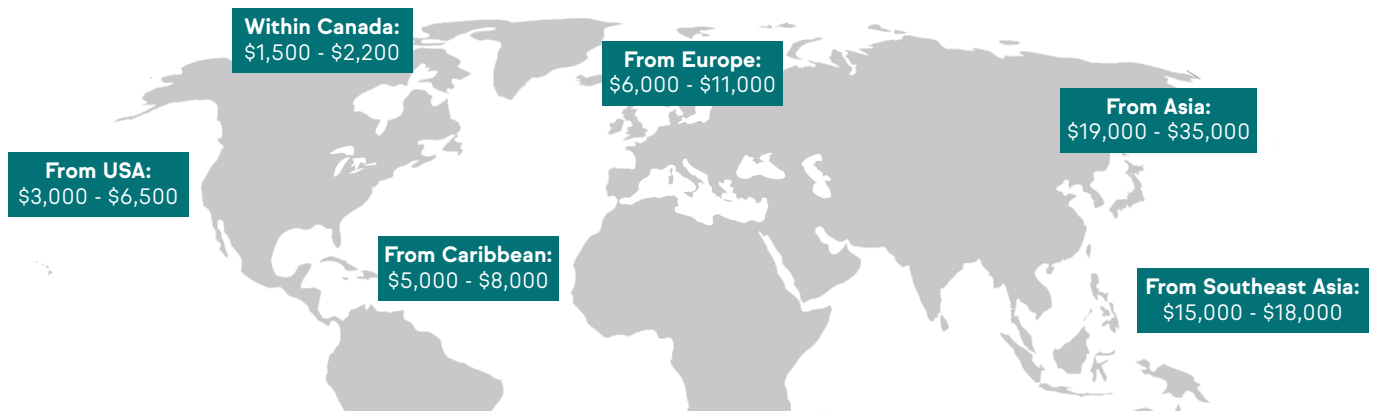 Within Canada:
$1,500 - $2,200
From Europe:
$6,000 - $11,000
From Asia:
$19,000 - $35,000
From USA:
$3,000 - $6,500
From Caribbean:
$5,000 - $8,000
From Southeast Asia:
$15,000 - $18,000